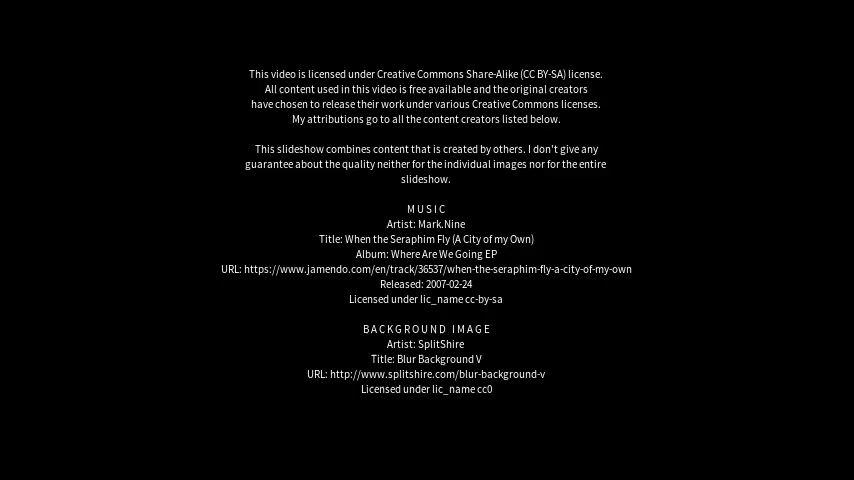 This video is licensed under Creative Commons Share-Alike (CC BY-SA) license.
All content used in this video is free available and the original creators
have chosen to release their work under various Creative Commons licenses.
My attributions go to all the content creators listed below.
This slideshow combines content that is created by others. I don't give any
guarantee about the quality neither for the individual images nor for the entire
slideshow.
MUSIC
Artist: Mark.Nine
Title: When the Seraphim Fly (A City of my Own)
Album: Where Are We Going EP
URL: https://www.jamendo.com/en/track/36537/when-the-seraphim-fly-a-city-of-my-own
Released: 2007-02-24
Licensed under lic_name cc-by-sa
BACKGROUND IMAGE
Artist: SplitShire
Title: Blur Background V
URL: http://www.splitshire.com/blur-background-v
Licensed under lic_name cc0